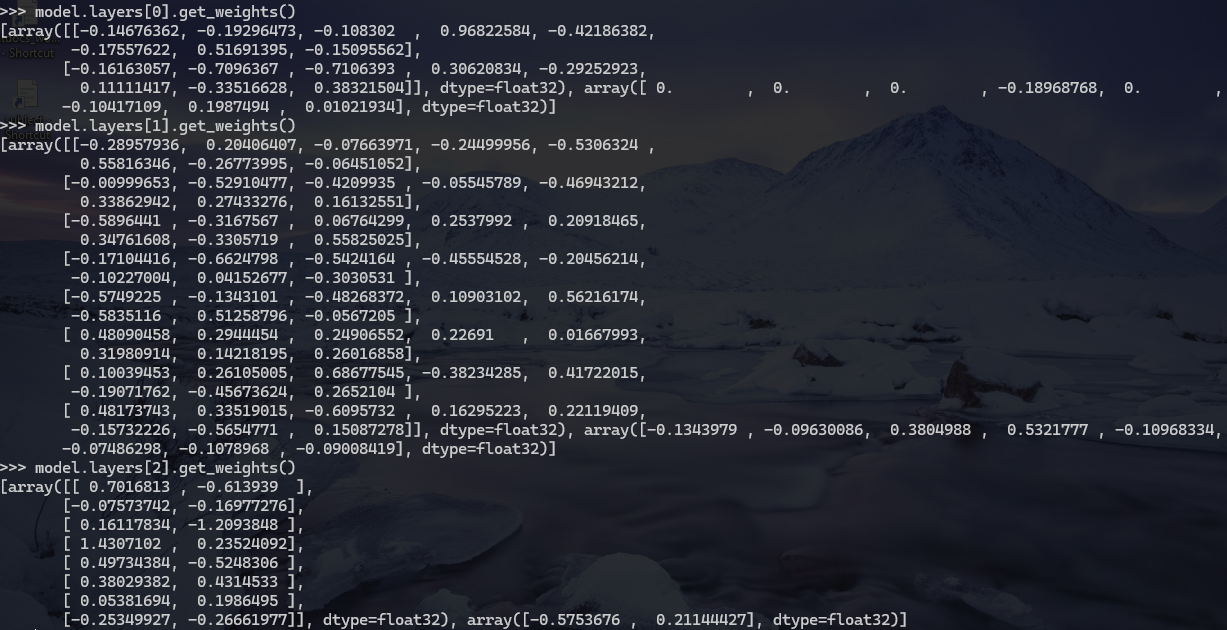 >>> model.layers[0].get_weights()
[array([[-0.14676362, -0.19296473, -0.108302  ,  0.96822584, -0.42186382,
        -0.17557622,  0.51691395, -0.15095562],
       [-0.16163057, -0.7096367 , -0.7106393 ,  0.30620834, -0.29252923,
         0.11111417, -0.33516628,  0.38321504]], dtype=float32), array([ 0.        ,  0.        ,  0.        , -0.18968768,  0.        ,
       -0.10417109,  0.1987494 ,  0.01021934], dtype=float32)]
>>> model.layers[1].get_weights()
[array([[-0.28957936,  0.20406407, -0.07663971, -0.24499956, -0.5306324 ,
         0.55816346, -0.26773995, -0.06451052],
       [-0.00999653, -0.52910477, -0.4209935 , -0.05545789, -0.46943212,
         0.33862942,  0.27433276,  0.16132551],
       [-0.5896441 , -0.3167567 ,  0.06764299,  0.2537992 ,  0.20918465,
         0.34761608, -0.3305719 ,  0.55825025],
       [-0.17104416, -0.6624798 , -0.5424164 , -0.45554528, -0.20456214,
        -0.10227004,  0.04152677, -0.3030531 ],
       [-0.5749225 , -0.1343101 , -0.48268372,  0.10903102,  0.56216174,
        -0.5835116 ,  0.51258796, -0.0567205 ],
       [ 0.48090458,  0.2944454 ,  0.24906552,  0.22691   ,  0.01667993,
         0.31980914,  0.14218195,  0.26016858],
       [ 0.10039453,  0.26105005,  0.68677545, -0.38234285,  0.41722015,
        -0.19071762, -0.45673624,  0.2652104 ],
       [ 0.48173743,  0.33519015, -0.6095732 ,  0.16295223,  0.22119409,
        -0.15732226, -0.5654771 ,  0.15087278]], dtype=float32), array([-0.1343979 , -0.09630086,  0.3804988 ,  0.5321777 , -0.10968334,
       -0.07486298, -0.1078968 , -0.09008419], dtype=float32)]
>>> model.layers[2].get_weights()
[array([[ 0.7016813 , -0.613939  ],
       [-0.07573742, -0.16977276],
       [ 0.16117834, -1.2093848 ],
       [ 1.4307102 ,  0.23524092],
       [ 0.49734384, -0.5248306 ],
       [ 0.38029382,  0.4314533 ],
       [ 0.05381694,  0.1986495 ],
       [-0.25349927, -0.26661977]], dtype=float32), array([-0.5753676 ,  0.21144427], dtype=float32)]
- Shortcut
Shortcut